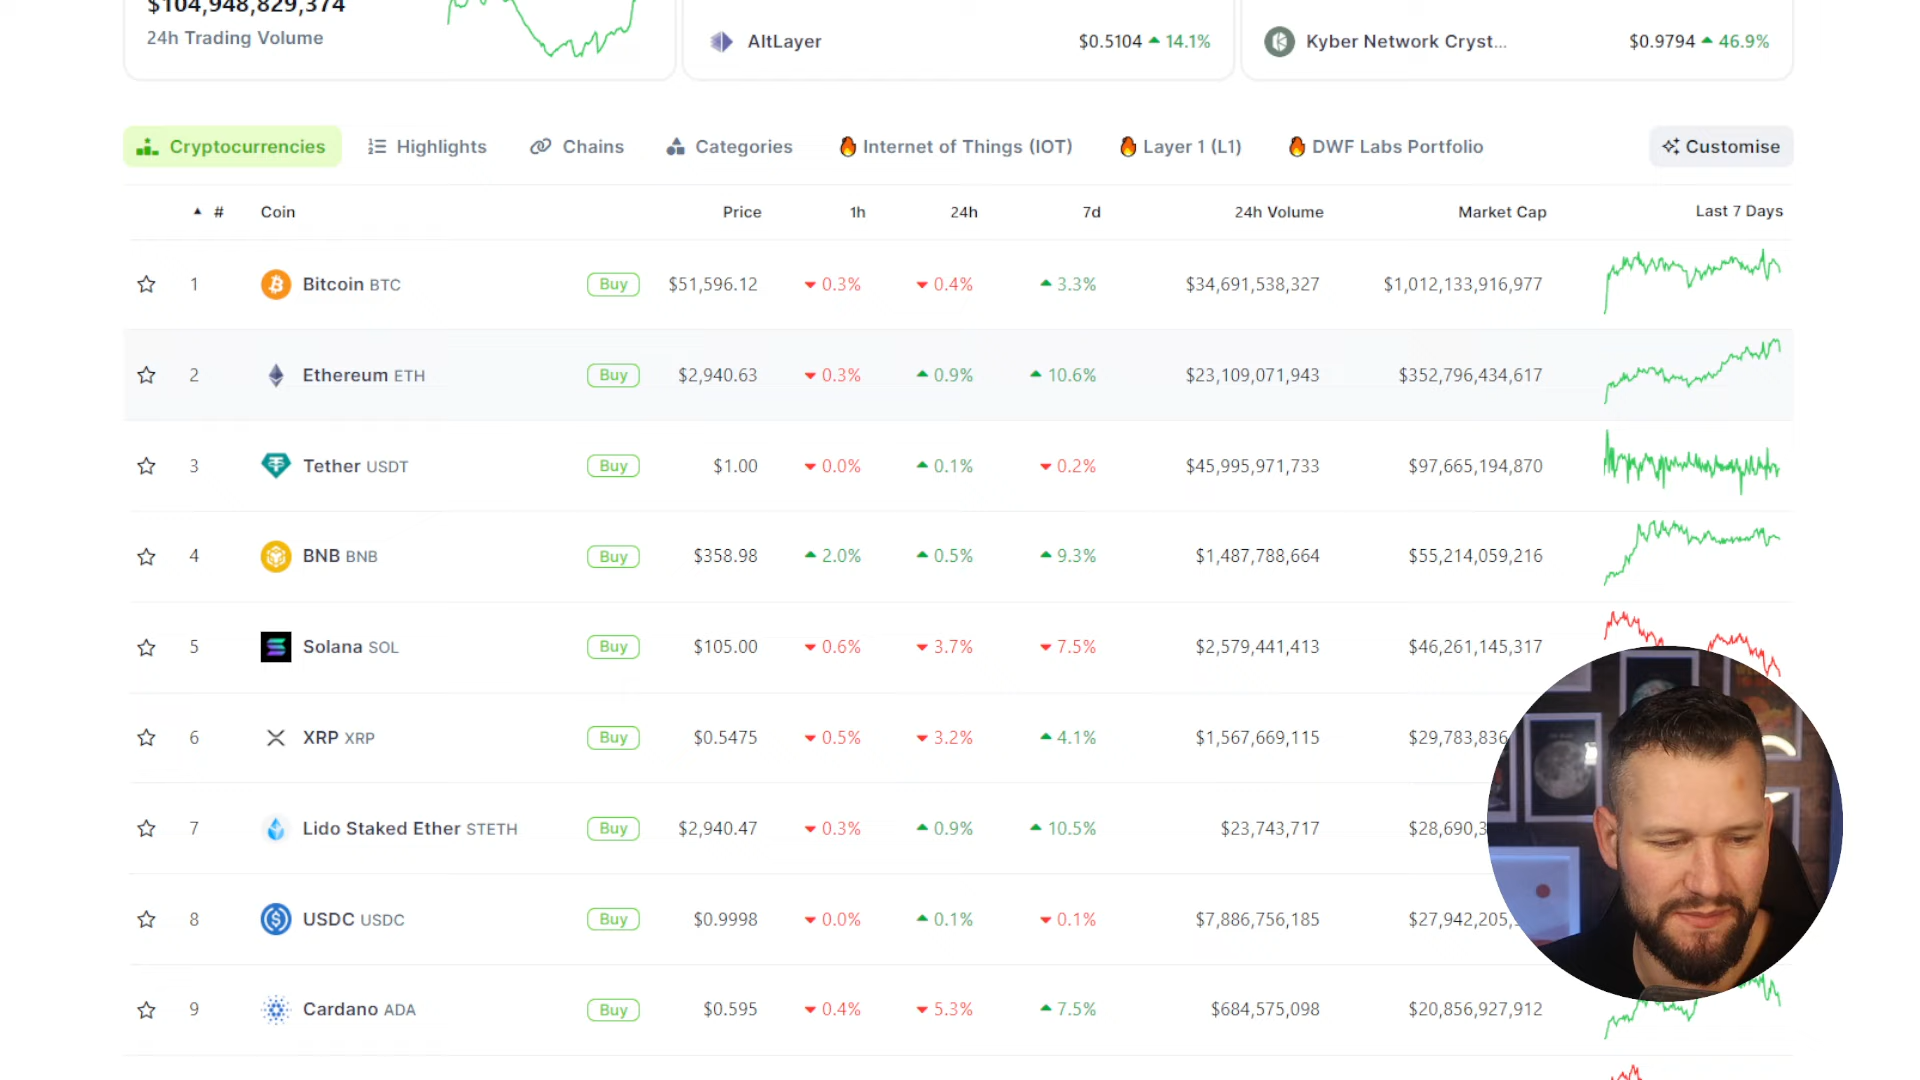 $104,948,829,374
24h Trading Volume
AltLayer $0.5104 14.1%
Kyber Network Cryst... $0.9794 46.9%
Cryptocurrencies Highlights Chains Categories Internet of Things (IOT) Layer 1 (L1) DWF Labs Portfolio Customise
# Coin Price 1h 24h 7d 24h Volume Market Cap Last 7 Days
1 Bitcoin BTC Buy $51,596.12 0.3% 0.4% 3.3% $34,691,538,327 $1,012,133,916,977
2 Ethereum ETH Buy $2,940.63 0.3% 0.9% 10.6% $23,109,071,943 $352,796,434,617
3 Tether USDT Buy $1.00 0.0% 0.1% 0.2% $45,995,971,733 $97,665,194,870
4 BNB BNB Buy $358.98 2.0% 0.5% 9.3% $1,487,788,664 $55,214,059,216
5 Solana SOL Buy $105.00 0.6% 3.7% 7.5% $2,579,441,413 $46,261,145,317
6 XRP XRP Buy $0.5475 0.5% 3.2% 4.1% $1,567,669,115 $29,783,836
7 Lido Staked Ether STETH Buy $2,940.47 0.3% 0.9% 10.5% $23,743,717 $28,690,3
8 USDC USDC Buy $0.9998 0.0% 0.1% 0.1% $7,886,756,185 $27,942,205,
9 Cardano ADA Buy $0.595 0.4% 5.3% 7.5% $684,575,098 $20,856,927,912